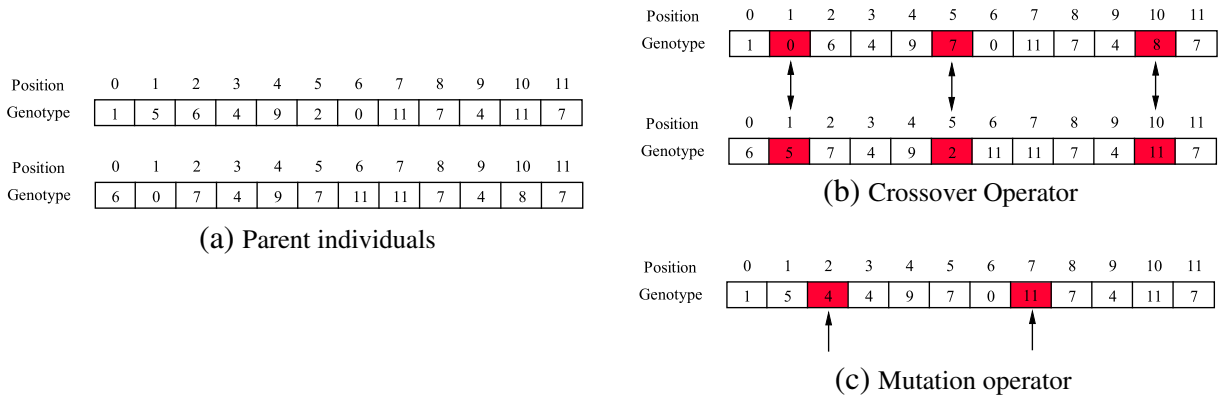 Position 0 1 2 3 4 5 6 7 8 9 10 11
Genotype 1 5 6 4 9 2 0 11 7 4 11 7
Position 0 1 2 3 4 5 6 7 8 9 10 11
Genotype 6 0 7 4 9 7 11 11 7 4 8 7
(a) Parent individuals
Position 0 1 2 3 4 5 6 7 8 9 10 11
Genotype 1 0 6 4 9 7 0 11 7 4 8 7
Position 0 1 2 3 4 5 6 7 8 9 10 11
Genotype 6 5 7 4 9 2 11 11 7 4 11 7
(b) Crossover Operator
Position 0 1 2 3 4 5 6 7 8 9 10 11
Genotype 1 5 4 4 9 7 0 11 7 4 11 7
(c) Mutation operator